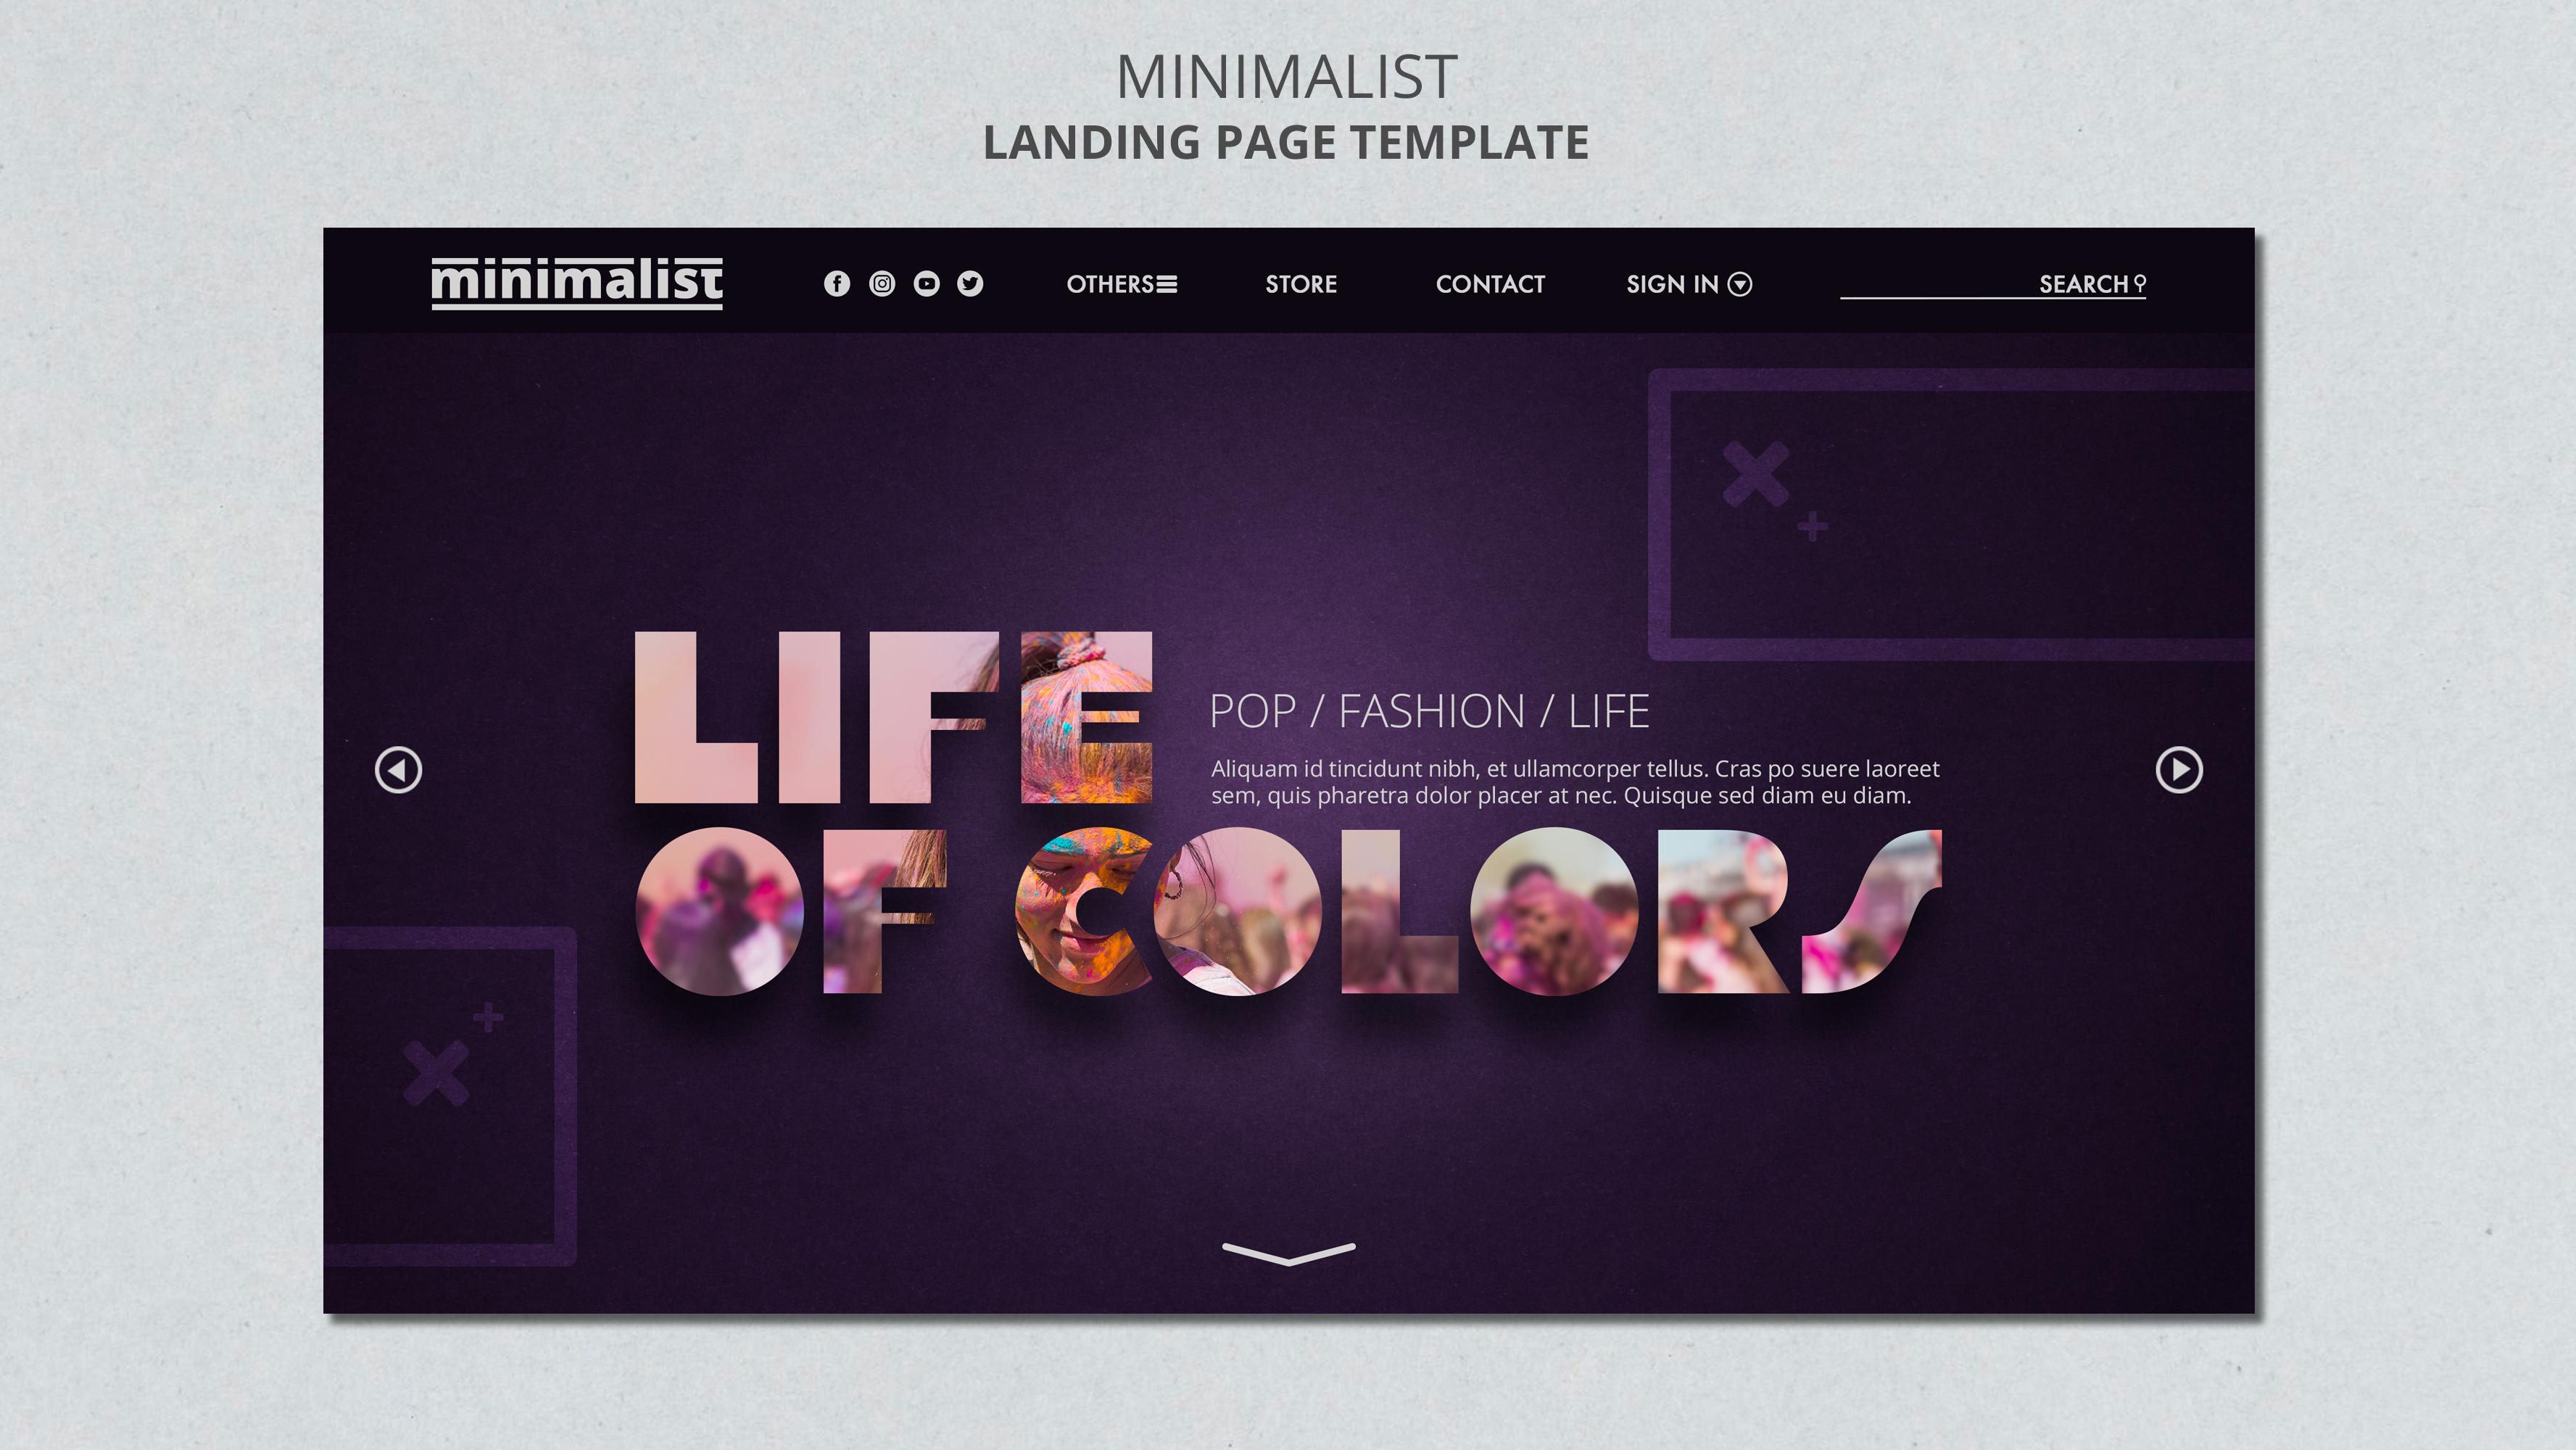 MINIMALIST
LANDING PAGE TEMPLATE
minimalist OTHERS STORE CONTACT SIGN IN SEARCH
LIFE
POP / FASHION / LIFE
Aliquam id tincidunt nibh, et ullamcorper tellus. Cras po suere laoreet
sem, quis pharetra dolor placer at nec. Quisque sed diam eu diam.
OF COLORS